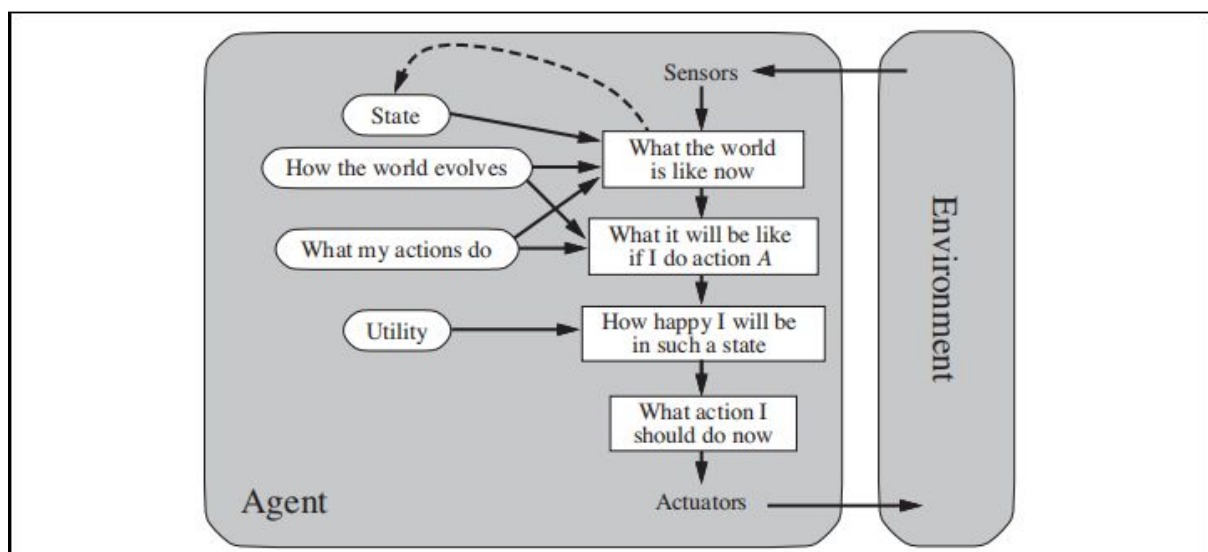 Sensors
State
What the world
is like now
How the world evolves
What it will be like
if I do action A
What my actions do
How happy I will be
in such a state
Utility
What action I
should do now
Agent
Actuators
Environment